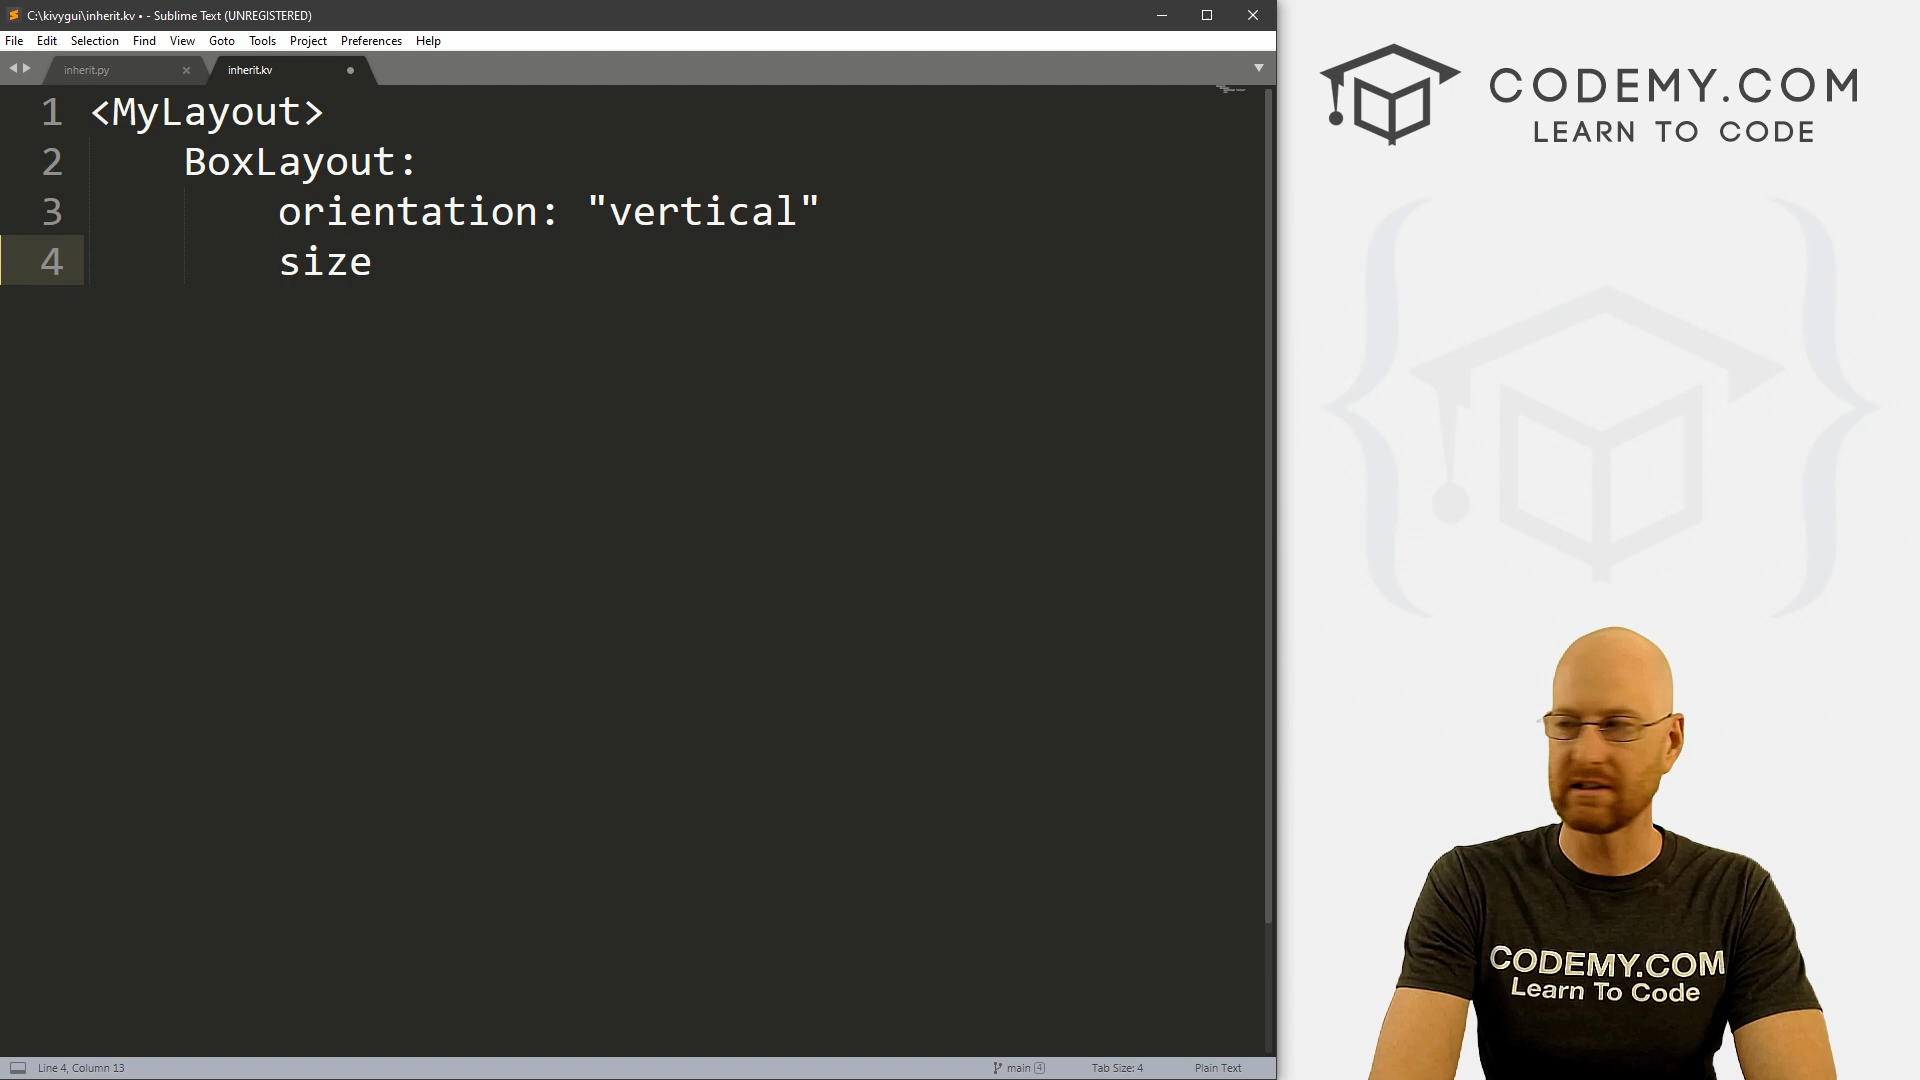 C:\kivygui\inherit.kv • - Sublime Text (UNREGISTERED)
File Edit Selection Find View Goto Tools Project Preferences Help
inherit.py inherit.kv
1 <MyLayout>
2 BoxLayout:
3 orientation: "vertical"
4 size
Line 4, Column 13 main 4 Tab Size: 4 Plain Text
CODEMY.COM
LEARN TO CODE
CODEMY.COM
Learn To Code